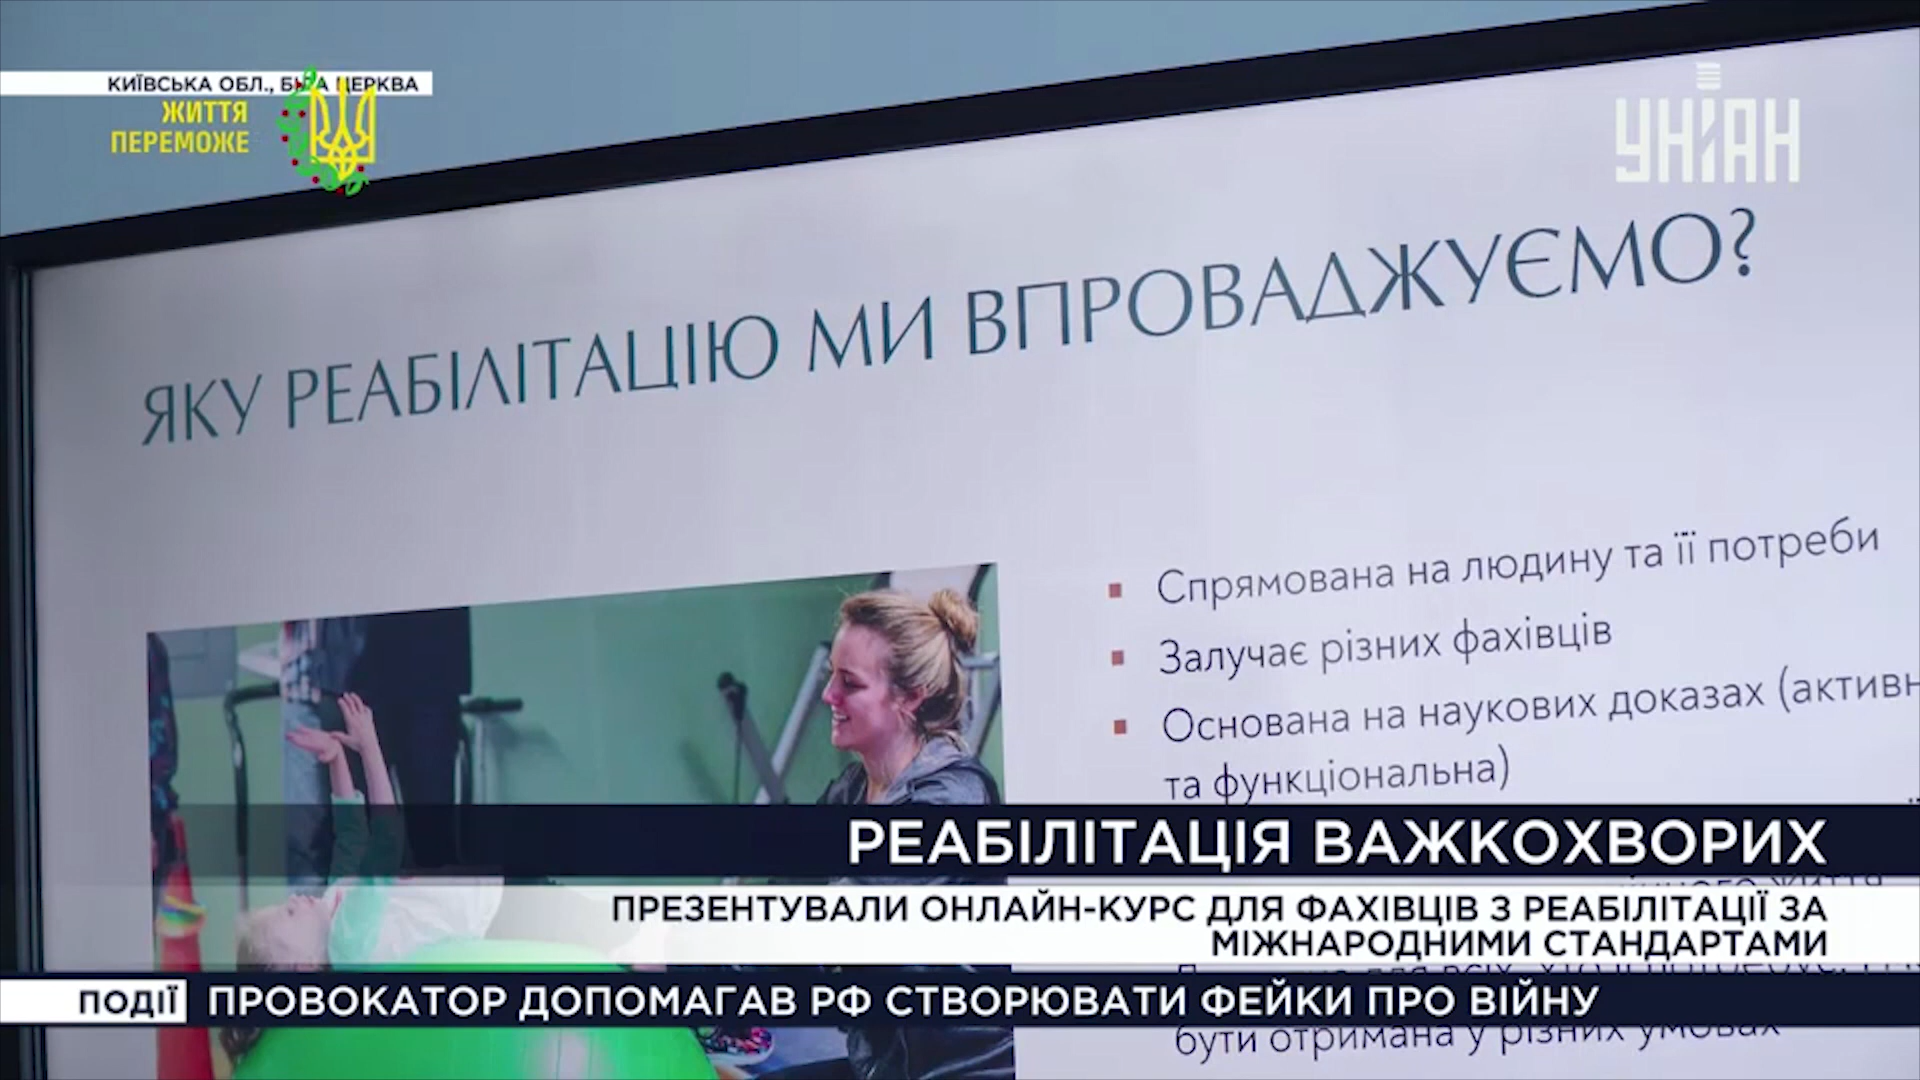 КИЇВСЬКА ОБЛ., БІЛА ЦЕРКВА
ЖИТТЯ
ПЕРЕМОЖЕ
УНІАН
ЯКУ РЕАБІЛІТАЦІЮ МИ ВПРОВАДЖУЄМО?
Спрямована на людину та її потреби
Залучає різних фахівців
Основана на наукових доказах (активн
та функціональна)
РЕАБІЛІТАЦІЯ ВАЖКОХВОРИХ
ПРЕЗЕНТУВАЛИ ОНЛАЙН-КУРС ДЛЯ ФАХІВЦІВ З РЕАБІЛІТАЦІЇ ЗА
МІЖНАРОДНИМИ СТАНДАРТАМИ
ПОДІЇ ПРОВОКАТОР ДОПОМАГАВ РФ СТВОРЮВАТИ ФЕЙКИ ПРО ВІЙНУ
бути отримана у різних умовах